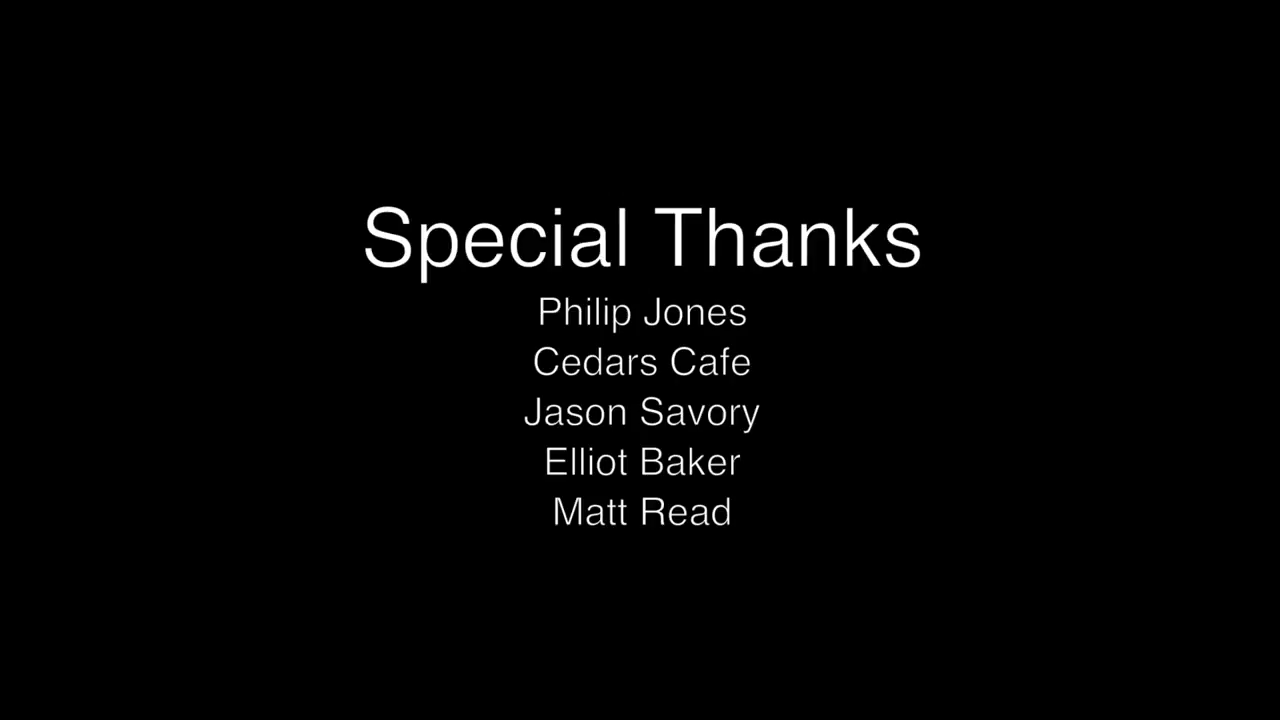 Special Thanks
Philip Jones
Cedars Cafe
Jason Savory
Elliot Baker
Matt Read